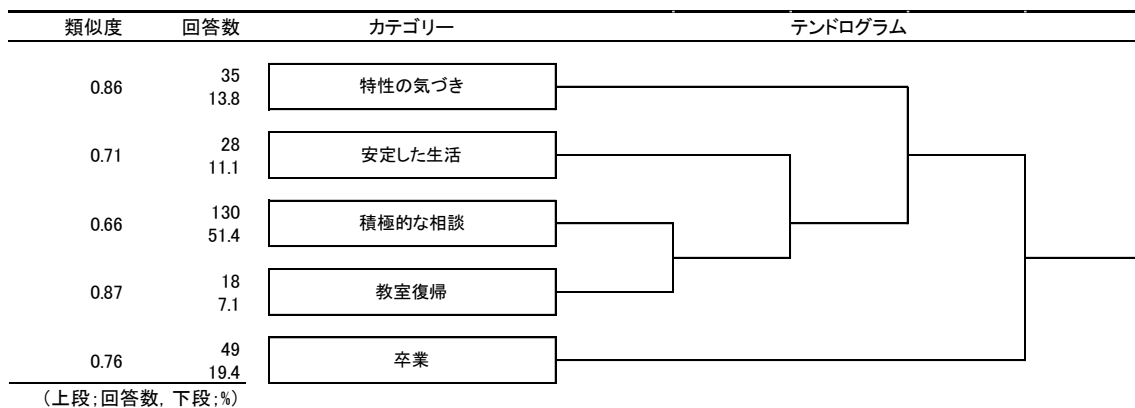 類似度 回答数 カテゴリー テンドログラム
0.86 35 13.8 特性の気づき
0.71 28 11.1 安定した生活
0.66 130 51.4 積極的な相談
0.87 18 7.1 教室復帰
0.76 49 19.4 卒業
(上段;回答数, 下段;%)